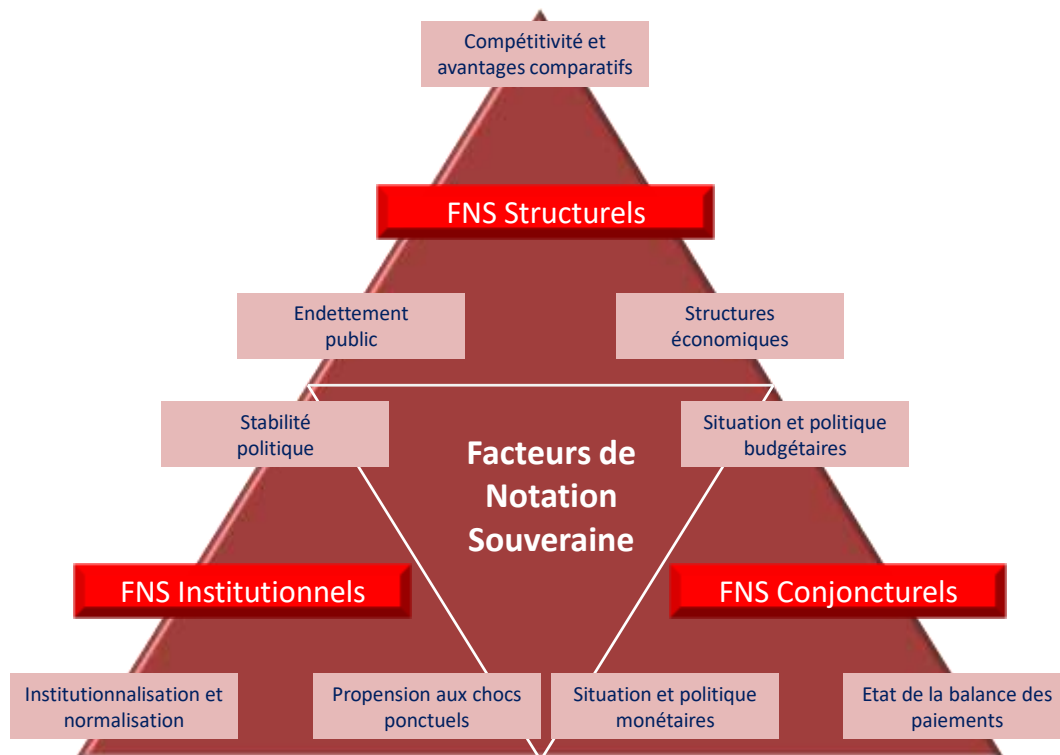 Compétitivité et
avantages comparatifs
FNS Structurels
Endettement
public
Structures
économiques
Stabilité
politique
Situation et politique
budgétaires
Facteurs de
Notation
Souveraine
FNS Institutionnels
FNS Conjoncturels
Institutionnalisation et
normalisation
Propension aux chocs
ponctuels
Situation et politique
monétaires
Etat de la balance des
paiements